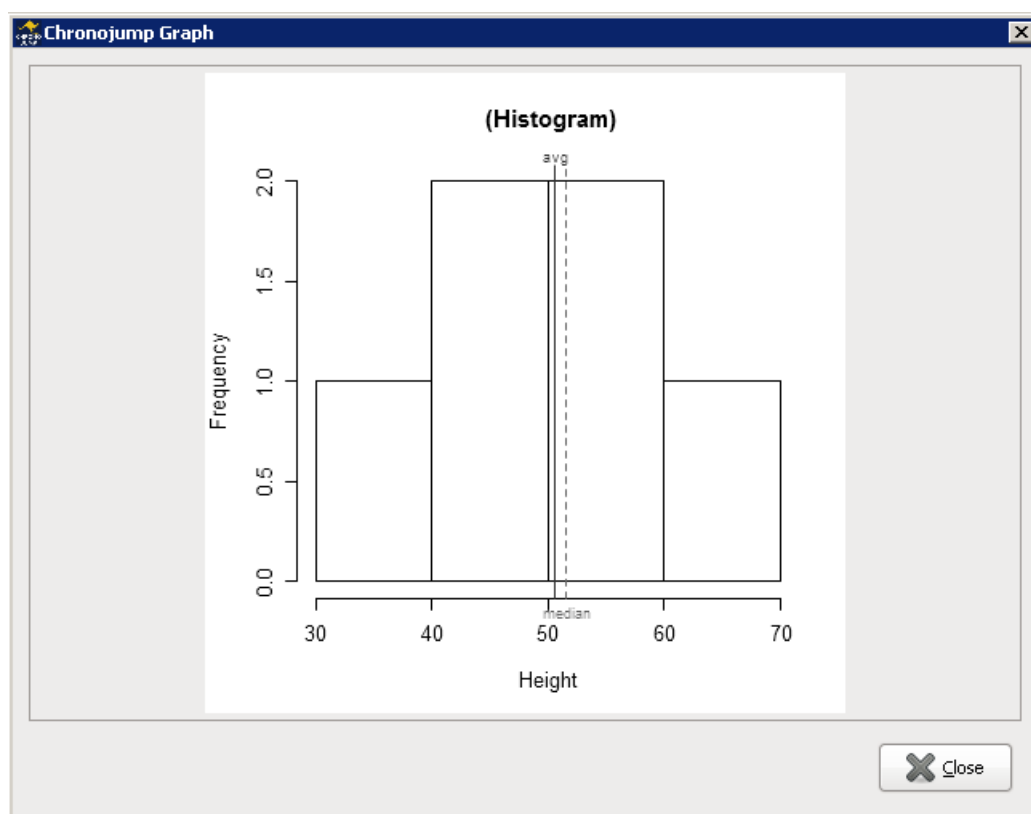 Chronojump Graph
(Histogram)
avg
2.0
1.5
1.0
0.5
0.0
Frequency
median
30 40 50 60 70
Height
Close